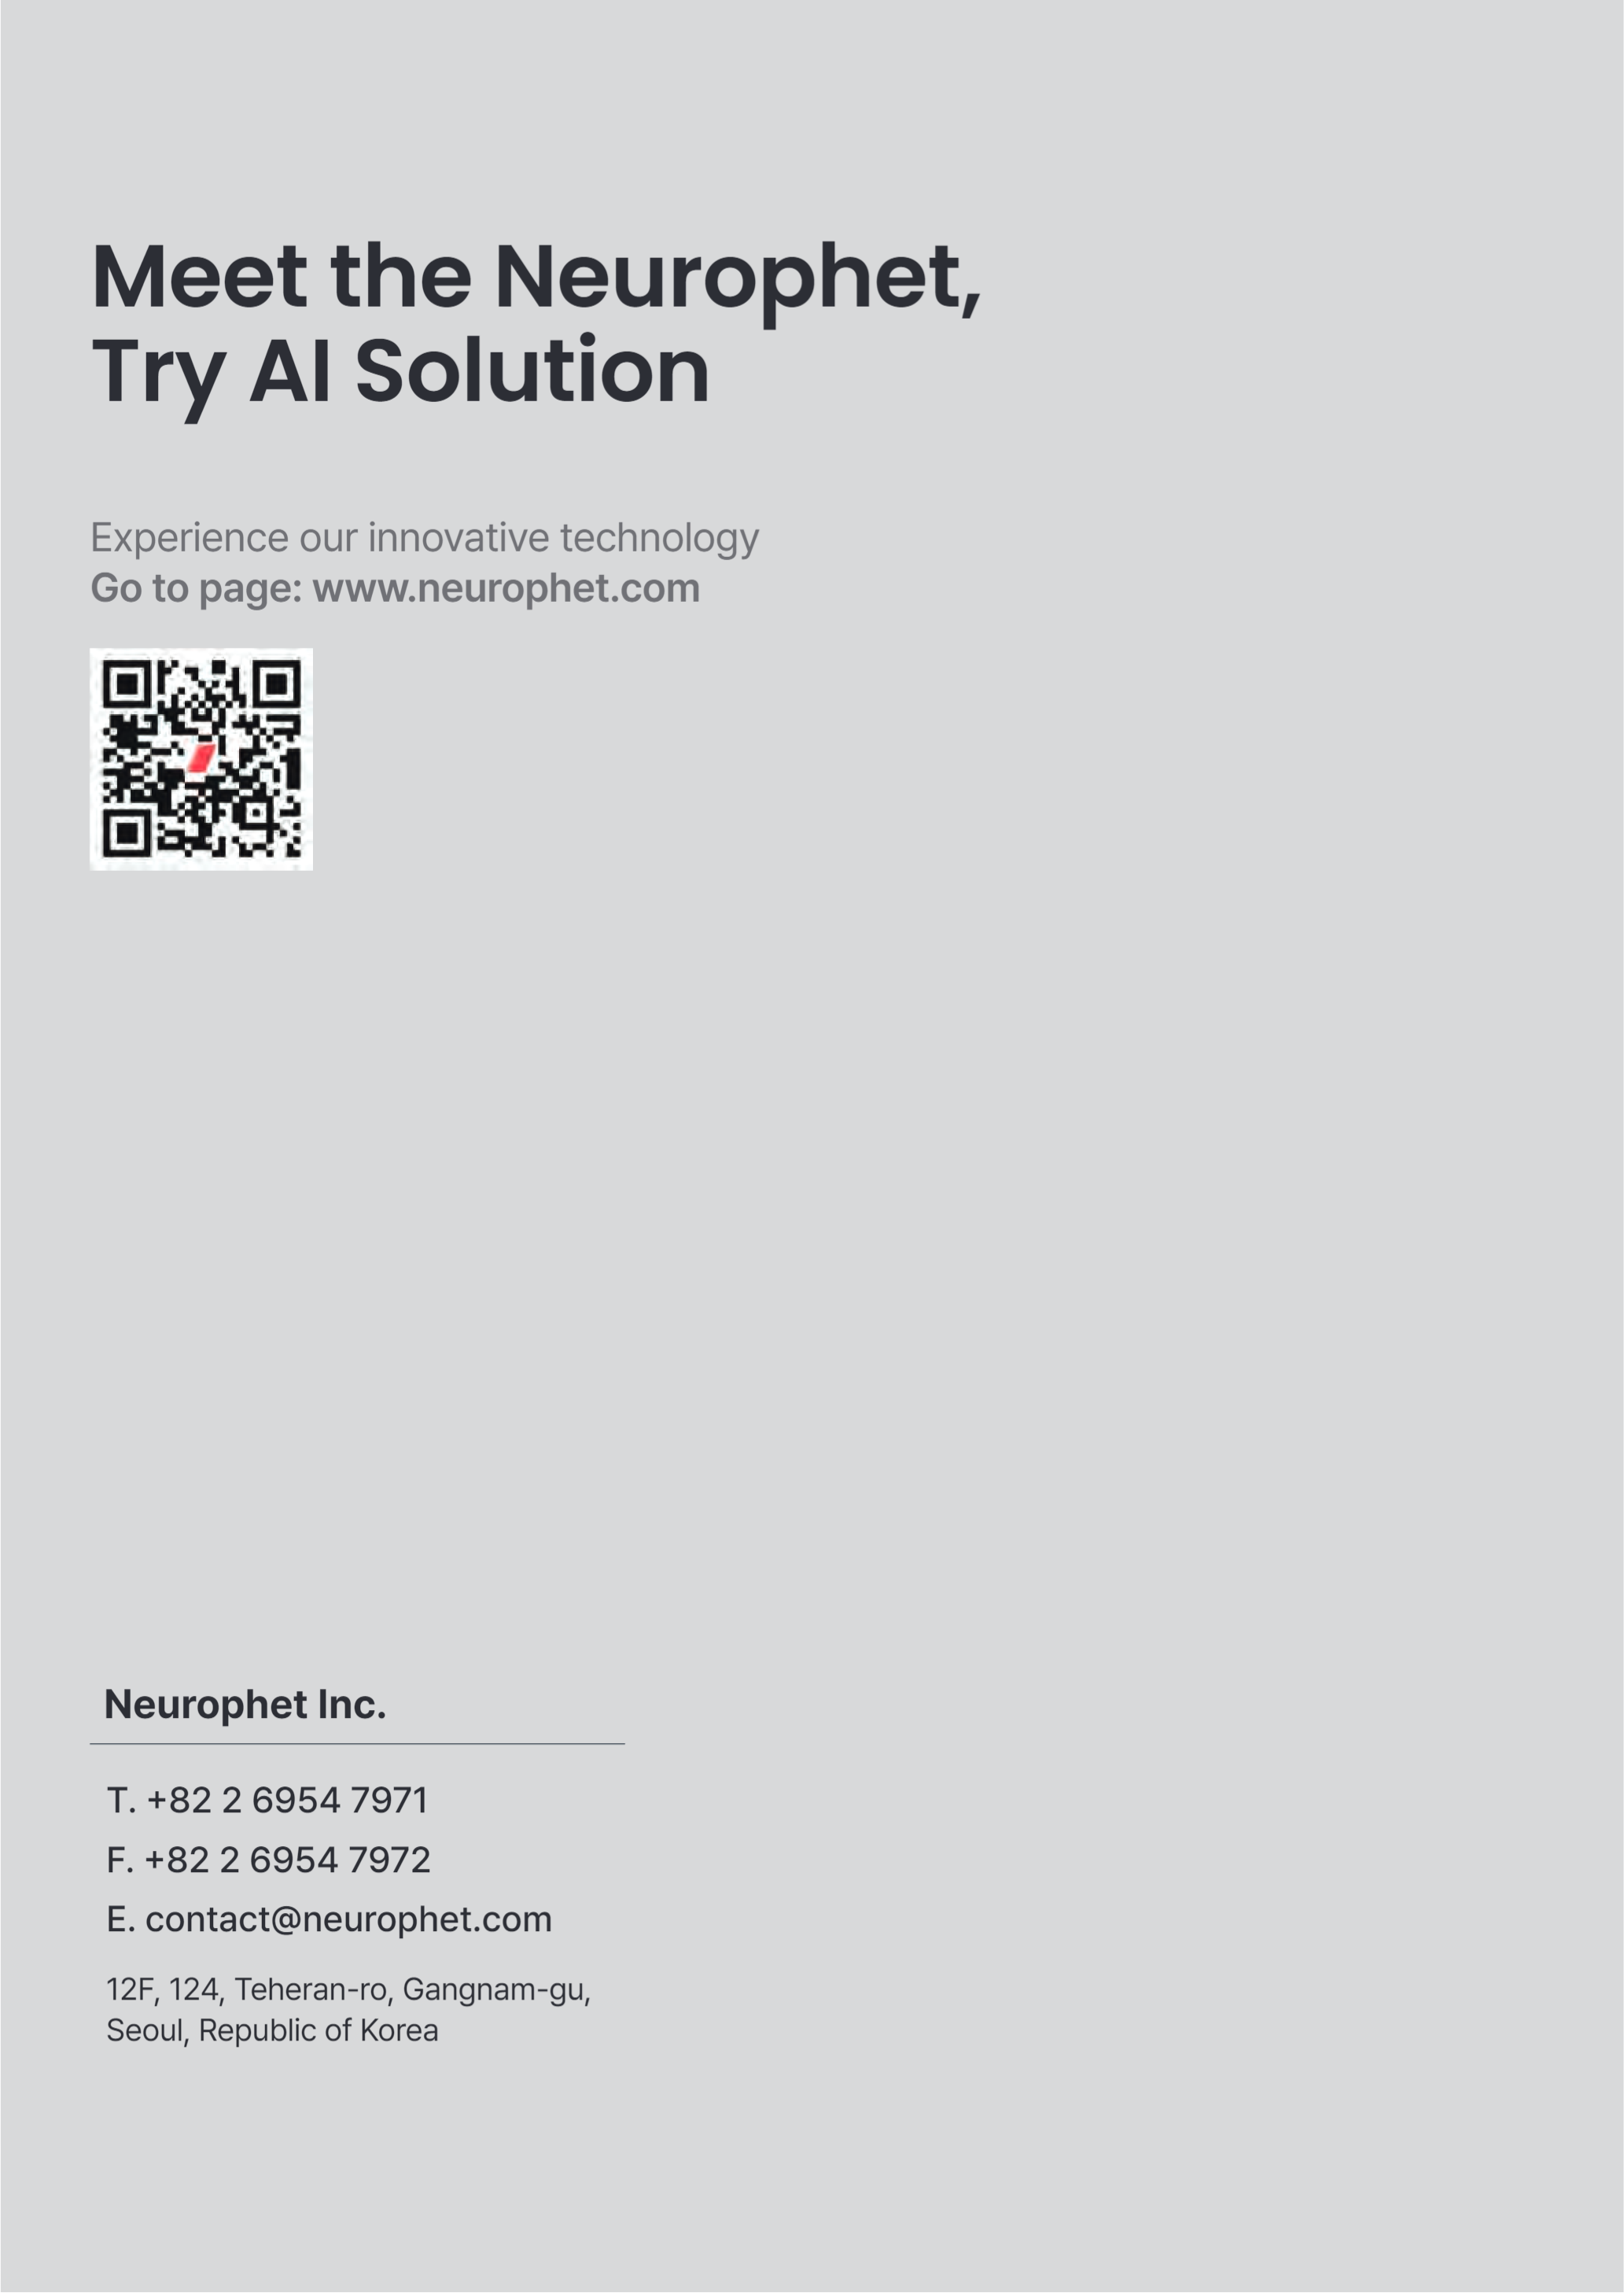 Meet the Neurophet,
Try AI Solution
Experience our innovative technology
Go to page: www.neurophet.com
Neurophet Inc.
T. +82 2 6954 7971
F. +82 2 6954 7972
E. contact@neurophet.com
12F, 124, Teheran-ro, Gangnam-gu,
Seoul, Republic of Korea